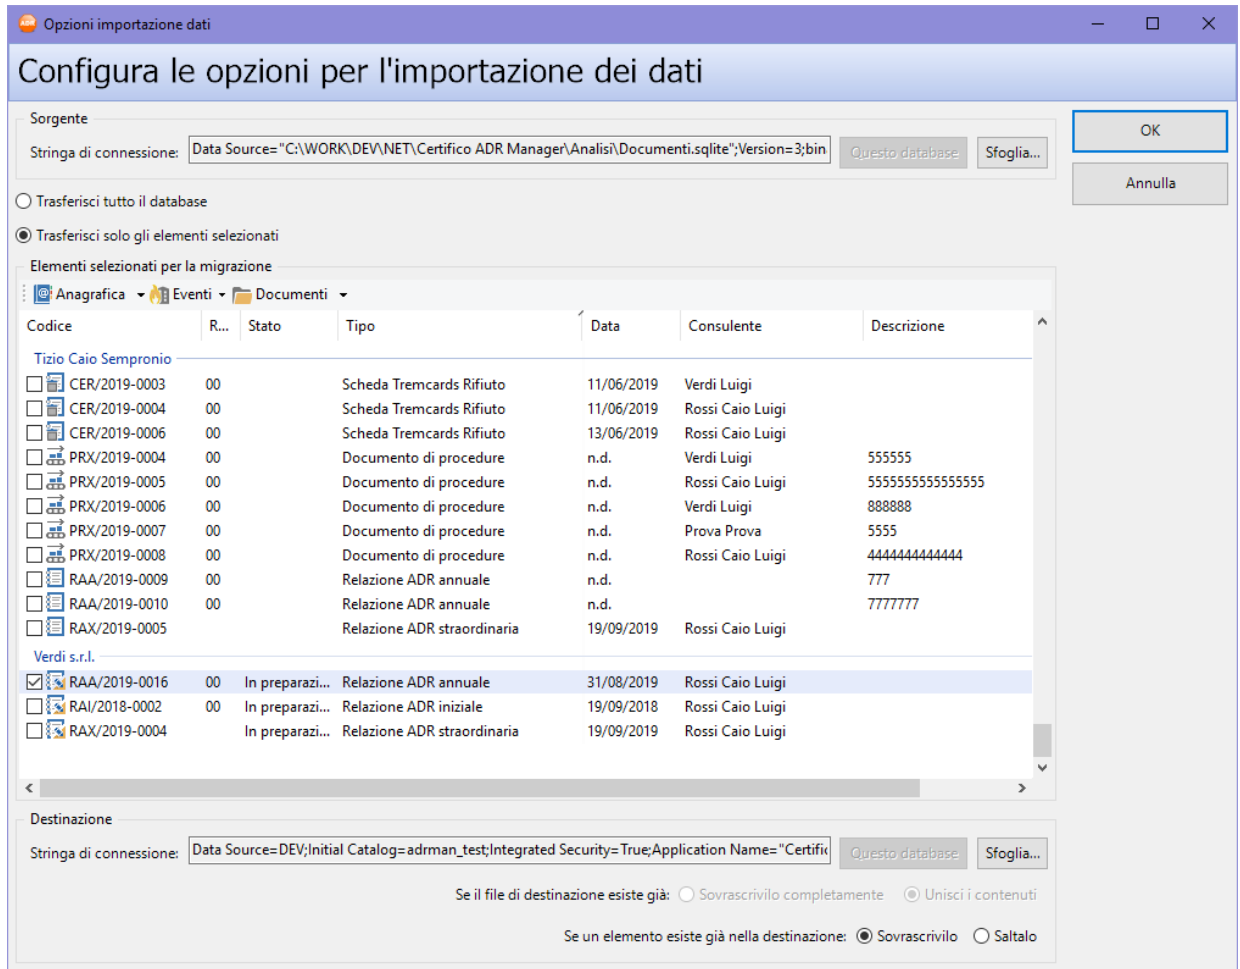 Opzioni importazione dati
Configura le opzioni per l'importazione dei dati
Sorgente
Stringa di connessione: Data Source="C:\WORK\DEV\NET\Certifico ADR Manager\Analisi\Documenti.sqlite";Version=3;bin Questo database Sfoglia...
OK
Annulla
Trasferisci tutto il database
Trasferisci solo gli elementi selezionati
Elementi selezionati per la migrazione
Anagrafica Eventi Documenti
Codice R... Stato Tipo Data Consulente Descrizione
Tizio Caio Sempronio
CER/2019-0003 00 Scheda Tremcards Rifiuto 11/06/2019 Verdi Luigi
CER/2019-0004 00 Scheda Tremcards Rifiuto 11/06/2019 Rossi Caio Luigi
CER/2019-0006 00 Scheda Tremcards Rifiuto 13/06/2019 Rossi Caio Luigi
PRX/2019-0004 00 Documento di procedure n.d. Verdi Luigi 555555
PRX/2019-0005 00 Documento di procedure n.d. Rossi Caio Luigi 5555555555555555
PRX/2019-0006 00 Documento di procedure n.d. Verdi Luigi 888888
PRX/2019-0007 00 Documento di procedure n.d. Prova Prova 5555
PRX/2019-0008 00 Documento di procedure n.d. Rossi Caio Luigi 4444444444444
RAA/2019-0009 00 Relazione ADR annuale n.d. 777
RAA/2019-0010 00 Relazione ADR annuale n.d. 7777777
RAX/2019-0005 Relazione ADR straordinaria 19/09/2019 Rossi Caio Luigi
Verdi s.r.l.
RAA/2019-0016 00 In preparazi... Relazione ADR annuale 31/08/2019 Rossi Caio Luigi
RAI/2018-0002 00 In preparazi... Relazione ADR iniziale 19/09/2018 Rossi Caio Luigi
RAX/2019-0004 In preparazi... Relazione ADR straordinaria 19/09/2019 Rossi Caio Luigi
Destinazione
Stringa di connessione: Data Source=DEV;Initial Catalog=adrman_test;Integrated Security=True;Application Name="Certific Questo database Sfoglia...
Se il file di destinazione esiste già: Sovrascrivilo completamente Unisci i contenuti
Se un elemento esiste già nella destinazione: Sovrascrivilo Saltalo